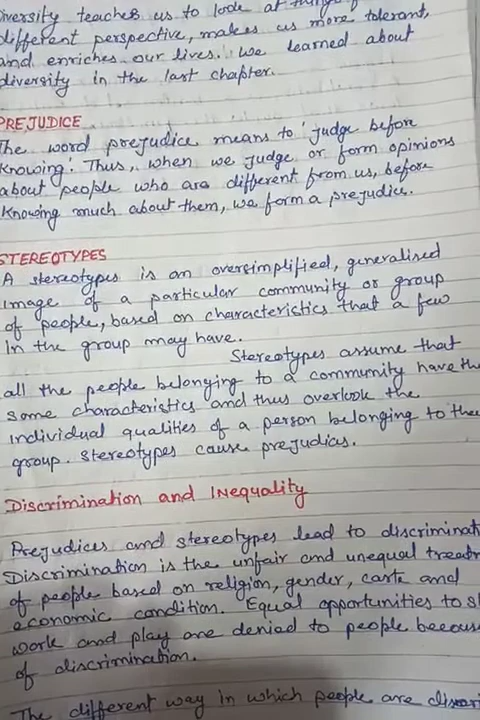 Diversity teaches us to look at things
different perspective, makes us more tolerant,
and enriches our lives. We learned about
diversity in the last chapter.
PREJUDICE
The word prejudice means to 'judge before
knowing'. Thus, when we judge or form opinions
about people who are different from us, before
knowing much about them, we form a prejudice.
STEREOTYPES
A stereotypes is an oversimplified, generalised
image of a particular community or group
of people, based on characteristics that a few
in the group may have.
Stereotypes assume that
all the people belonging to a community have the
same characteristics and thus overlook the
individual qualities of a person belonging to the
group. Stereotypes cause prejudices.
Discrimination and Inequality
Prejudices and stereotypes lead to discriminat
Discrimination is the unfair and unequal treatm
of people based on religion, gender, caste and
economic condition. Equal opportunities to s
work and play are denied to people becaus
of discrimination.
The different way in which people are discri